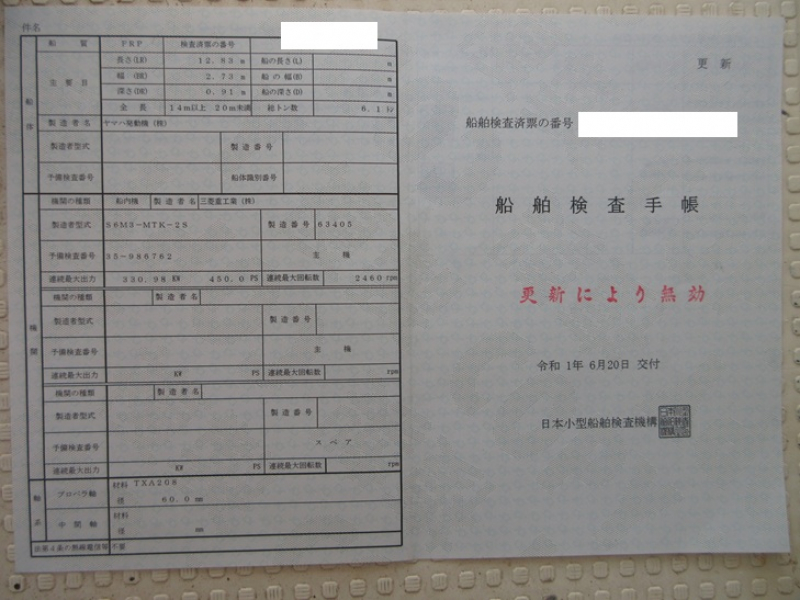 件名
船体
船質 FRP 検査済票の番号
主要目 長さ(LR) 12.83 m 船の長さ(L) m
幅(BR) 2.73 m 船の幅(B) m
深さ(DR) 0.91 m 船の深さ(D) m
全長 14m以上 20m未満 総トン数 6.1 トン
製造者名 ヤマハ発動機(株)
製造者型式 製造番号
予備検査番号 船体識別番号
機関
機関の種類 船内機 製造者名 三菱重工業(株)
製造者型式 S6M3-MTK-2S 製造番号 63405
予備検査番号 35-986762 主機
連続最大出力 330.98 KW 450.0 PS 連続最大回転数 2460 rpm
機関の種類 製造者名
製造者型式 製造番号
予備検査番号 主機
連続最大出力 KW PS 連続最大回転数 rpm
機関の種類 製造者名
製造者型式 製造番号
予備検査番号 スペア
連続最大出力 KW PS 連続最大回転数 rpm
軸系
プロペラ軸 材料 TXA208
径 60.0 mm
中間軸 材料
径 mm
法第4条の無線電信等 不要
更新
船舶検査済票の番号
船舶検査手帳
更新により無効
令和 1年 6月20日 交付
日本小型船舶検査機構